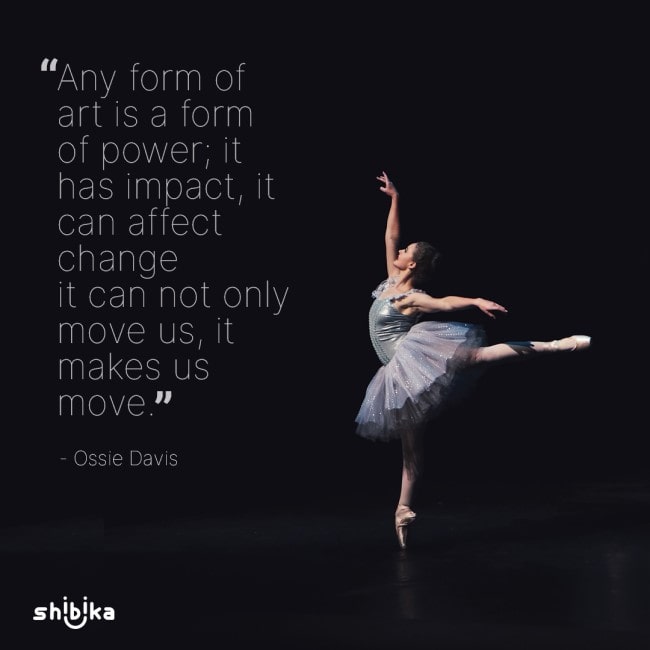 “Any form of
art is a form
of power; it
has impact, it
can affect
change
it can not only
move us, it
makes us
move.”
- Ossie Davis
shibika